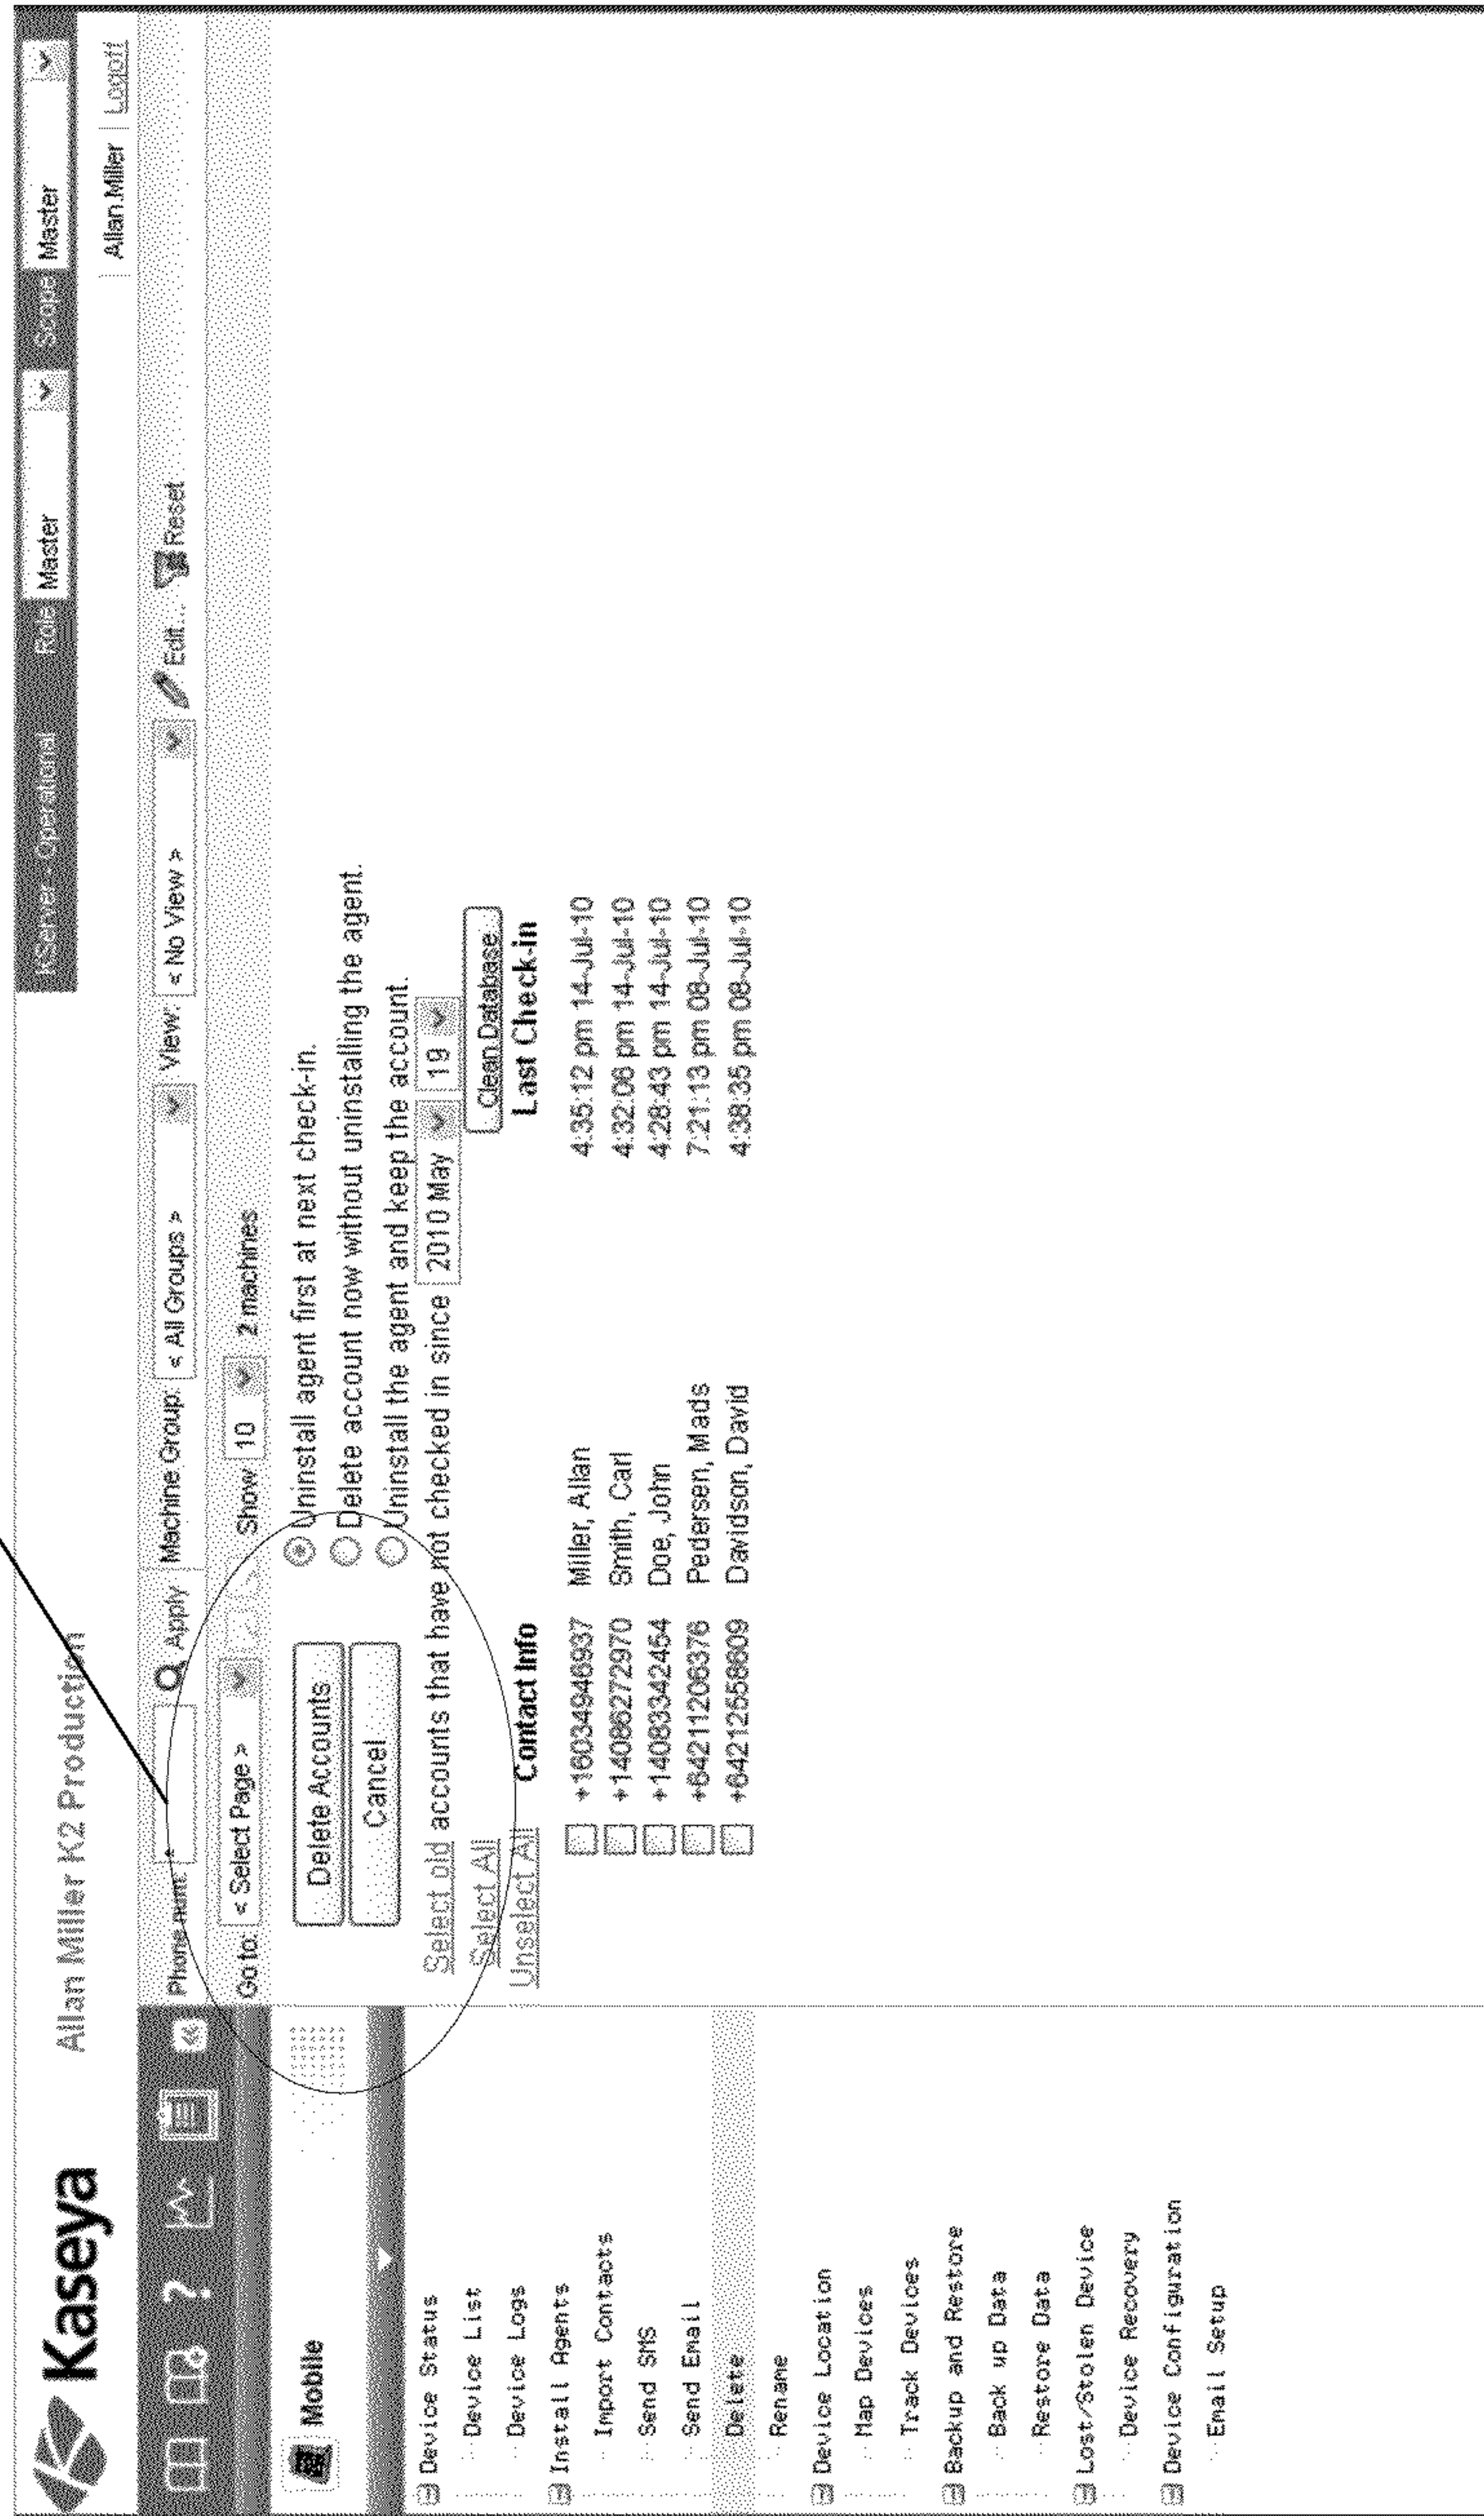 Kaseya Allan Miller K2 Production KServer - Operational Role Master Scope Master
Allan.Miller Logoff
Phone num: * Apply Machine Group: < All Groups > View: < No View > Edit... Reset
Go to: < Select Page > Show 10 2 machines
Mobile
Delete Accounts
Cancel
Uninstall agent first at next check-in.
Delete account now without uninstalling the agent.
Uninstall the agent and keep the account.
Select old accounts that have not checked in since 2010 May 19
Select All
Clean Database
Unselect All Contact Info Last Check-in
+16034946937 Miller, Allan 4:35:12 pm 14-Jul-10
+14086272970 Smith, Carl 4:32:06 pm 14-Jul-10
+14083342454 Doe, John 4:28:43 pm 14-Jul-10
+6421206376 Pedersen, Mads 7:21:13 pm 08-Jul-10
+64212658609 Davidson, David 4:38:35 pm 08-Jul-10
Device Status
Device List
Device Logs
Install Agents
Import Contacts
Send SMS
Send Email
Delete
Rename
Device Location
Map Devices
Track Devices
Backup and Restore
Back up Data
Restore Data
Lost/Stolen Device
Device Recovery
Device Configuration
Email Setup